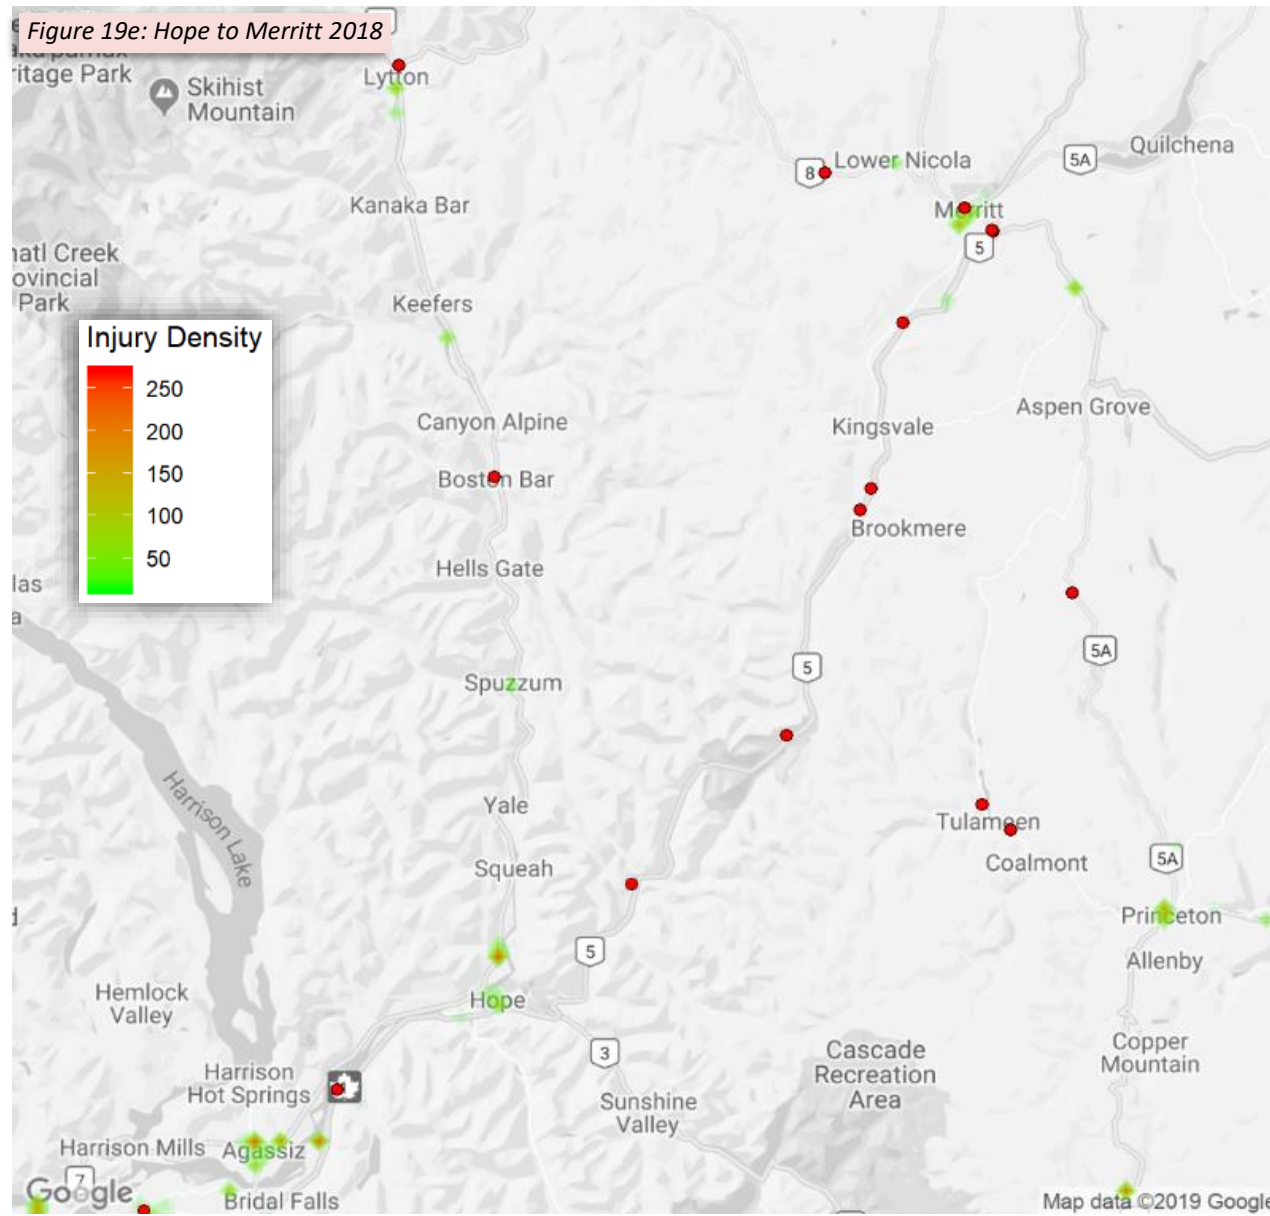 Figure 19e: Hope to Merritt 2018
ritage Park
Lytton
Skihist
Mountain
8
Lower Nicola
5A
Quilchena
Kanaka Bar
Merritt
5
natl Creek
ovincial
Park
Keefers
Injury Density
250
200
150
100
50
Canyon Alpine
Kingsvale
Aspen Grove
Boston Bar
Brookmere
Hells Gate
las
a
5A
5
Spuzzum
Harrison Lake
Yale
Tulameen
Squeah
Coalmont
5A
d
Princeton
5
Allenby
Hemlock
Valley
Hope
3
Cascade
Recreation
Area
Copper
Mountain
Harrison
Hot Springs
1
Sunshine
Valley
Harrison Mills
Agassiz
7
Google
Bridal Falls
Map data ©2019 Google